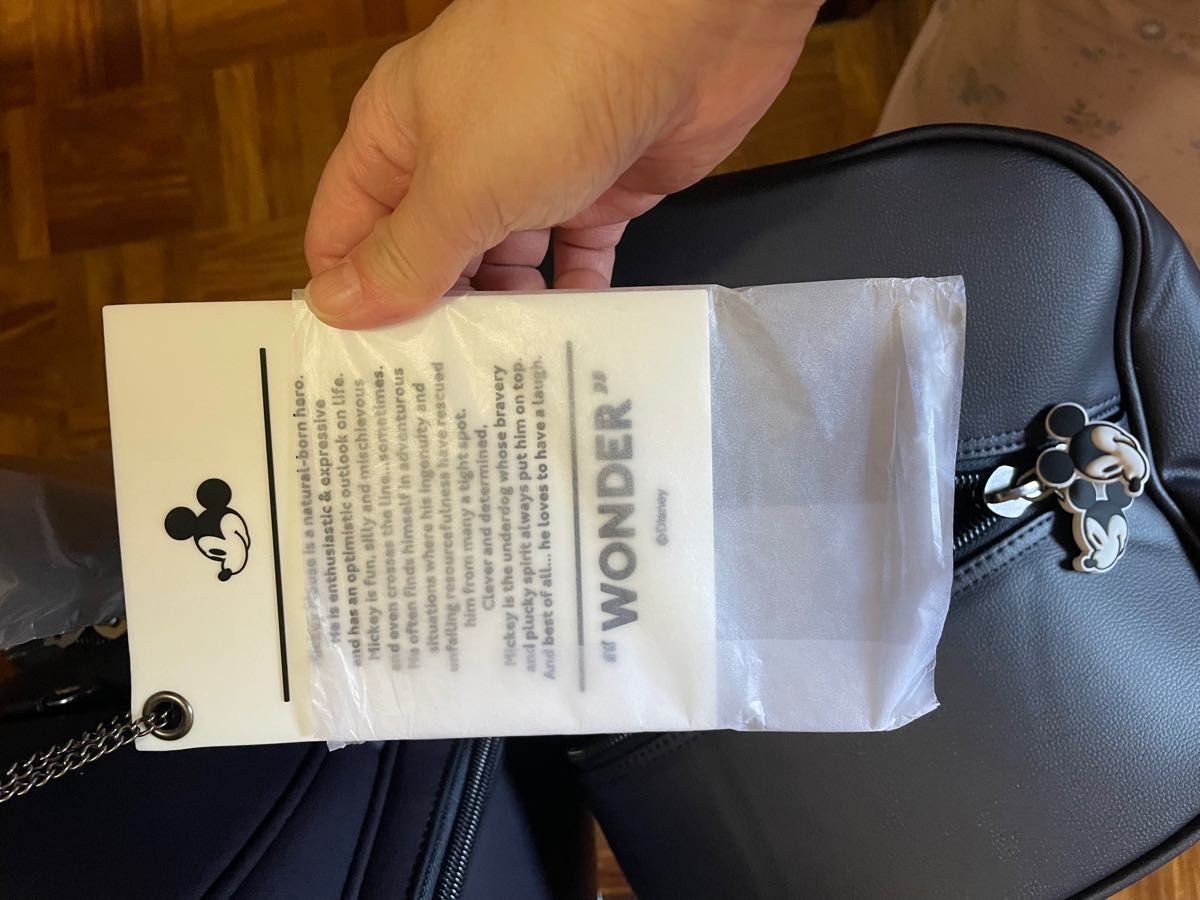 Mouse is a natural-born hero.
He is enthusiastic & expressive
and has an optimistic outlook on life.
Mickey is fun, silly and mischievous
and even crosses the line...sometimes.
He often finds himself in adventurous
situations where his ingenuity and
unfailing resourcefulness have rescued
him from many a tight spot.
Clever and determined,
Mickey is the underdog whose bravery
and plucky spirit always put him on top.
And best of all... he loves to have a laugh.
“WONDER”
©Disney